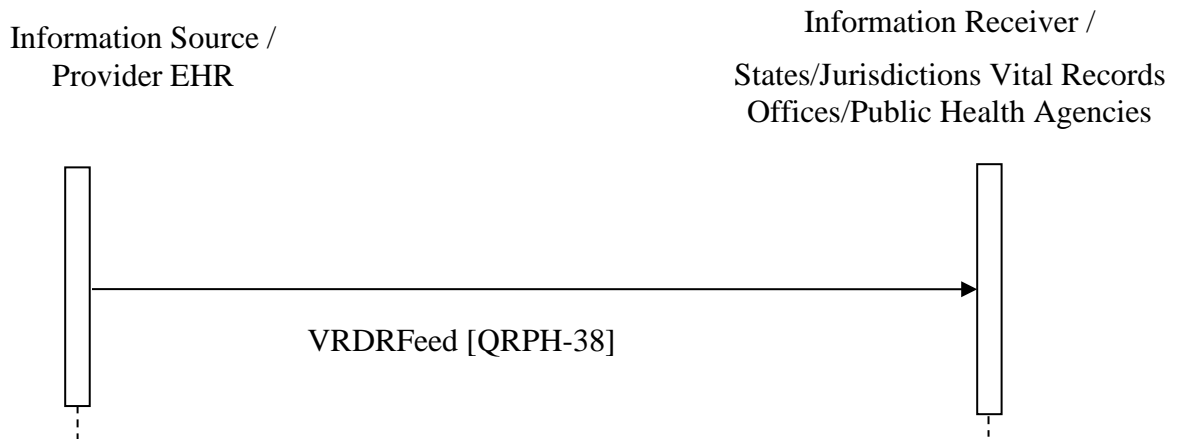 Information Source /
Provider EHR
Information Receiver /
States/Jurisdictions Vital Records
Offices/Public Health Agencies
VRDRFeed [QRPH-38]